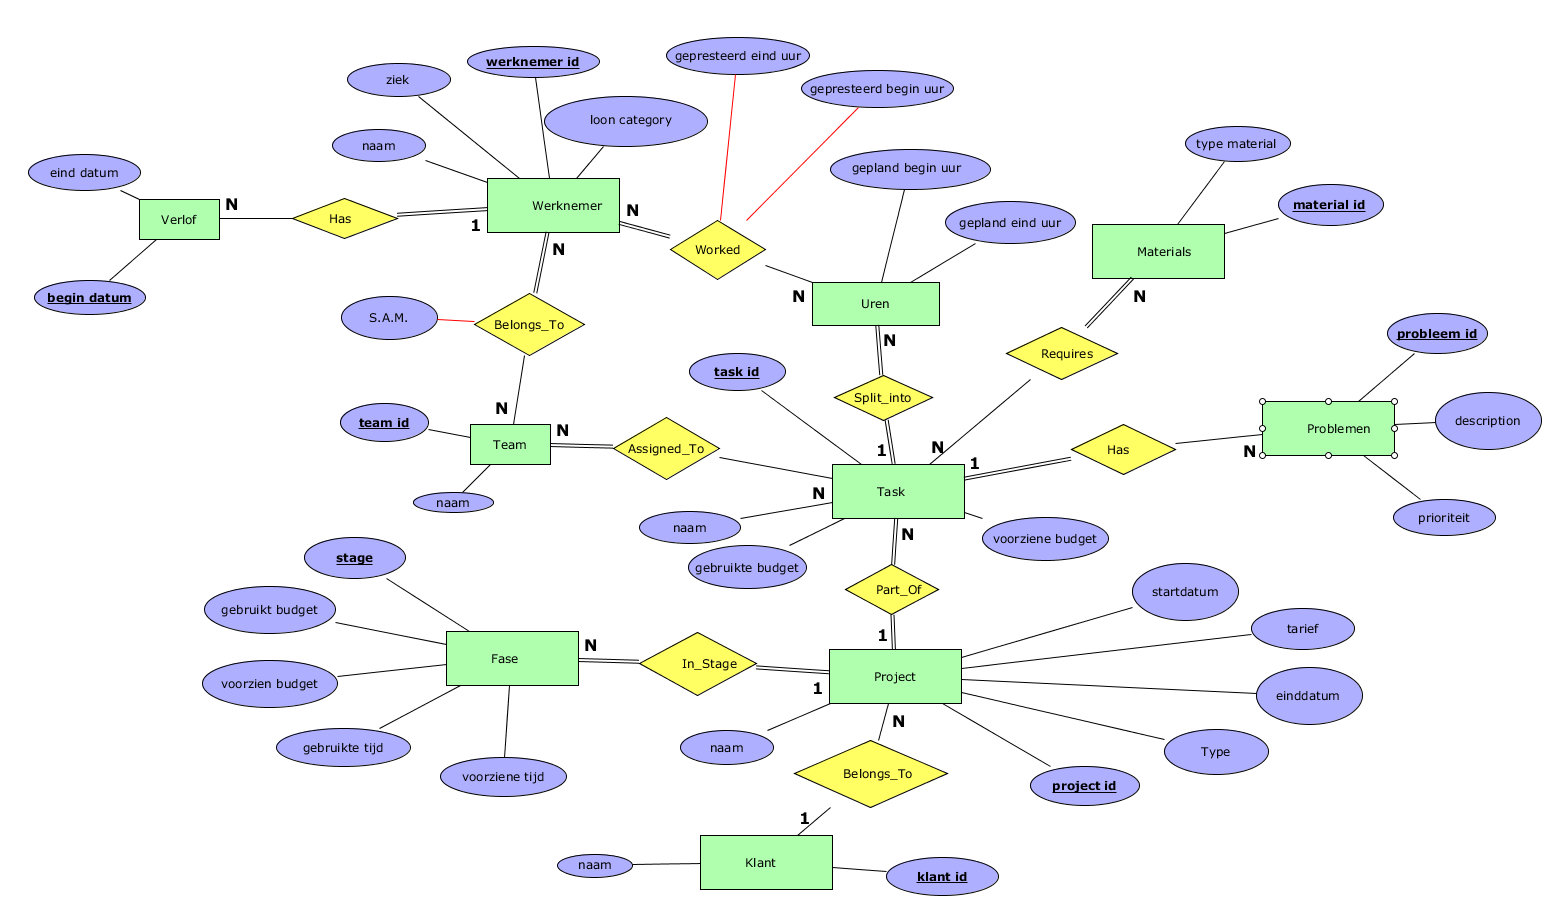 gepresteerd eind uur
werknemer id
ziek
gepresteerd begin uur
loon category
naam
type material
gepland begin uur
eind datum
Verlof
N
Has
1
Werknemer
N
material id
gepland eind uur
Worked
Materials
N
begin datum
N
Uren
N
S.A.M.
Belongs_To
N
Requires
probleem id
task id
Split_into
N
team id
Team
N
Assigned_To
1
N
1
Has
N
Problemen
description
naam
N
Task
prioriteit
naam
N
voorziene budget
gebruikte budget
stage
Part_Of
startdatum
gebruikt budget
1
tarief
Fase
N
In_Stage
1
Project
voorzien budget
einddatum
gebruikte tijd
naam
N
Type
voorziene tijd
Belongs_To
project id
1
naam
Klant
klant id